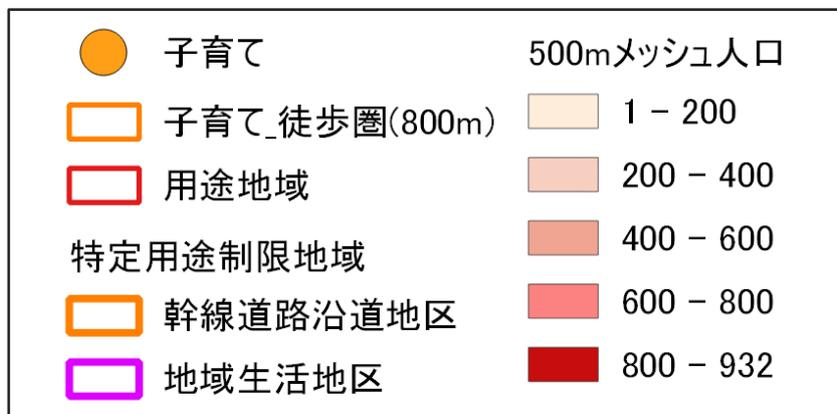 子育て
子育て_徒歩圏(800m)
用途地域
特定用途制限地域
幹線道路沿道地区
地域生活地区
500mメッシュ人口
1 - 200
200 - 400
400 - 600
600 - 800
800 - 932